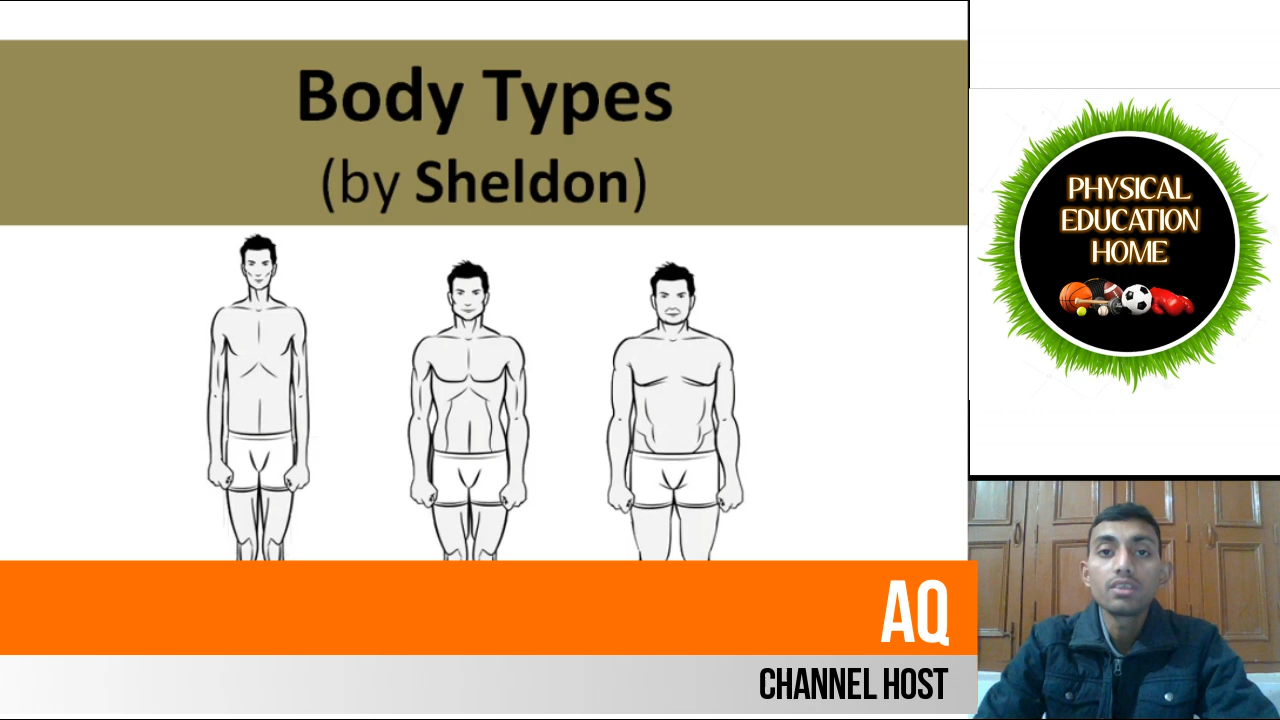 Body Types
(by Sheldon)
PHYSICAL
EDUCATION
HOME
AQ
CHANNEL HOST